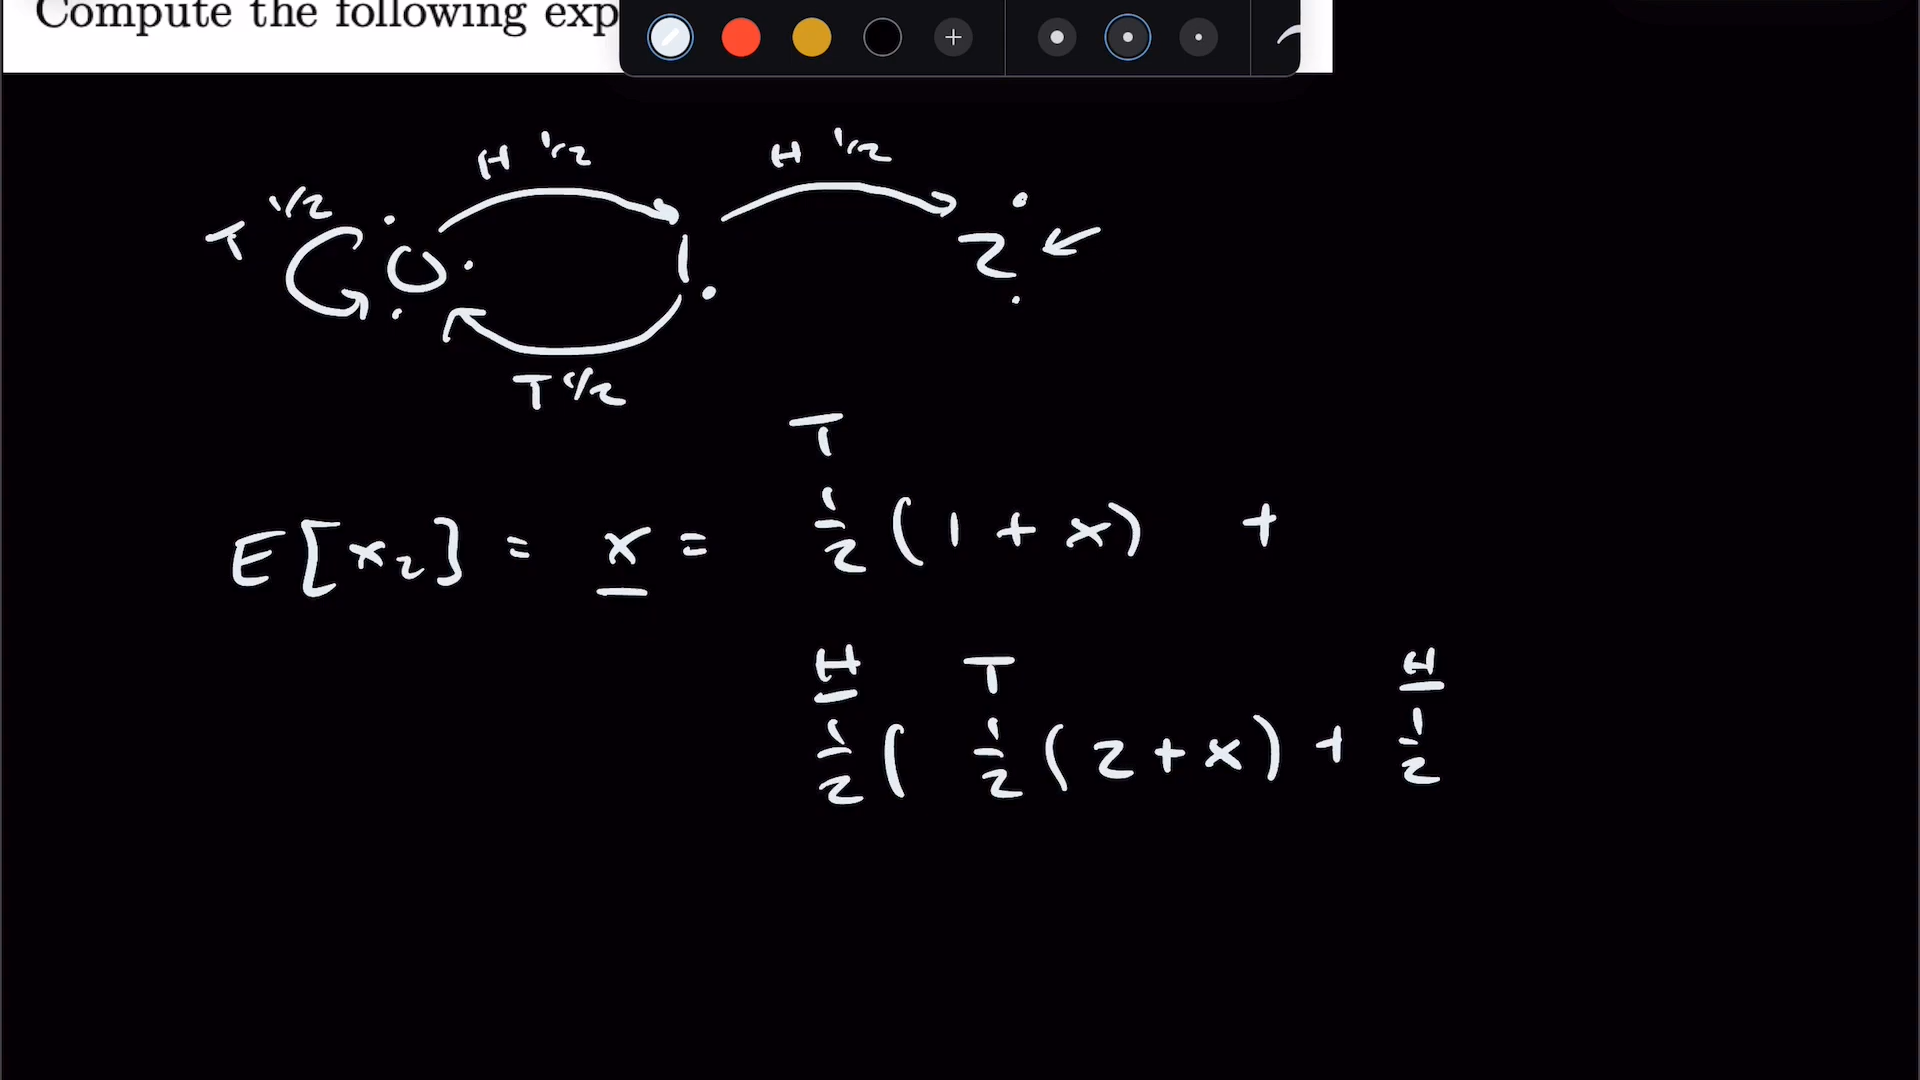 Compute the following exp
H 1/2 H 1/2
T 1/2 0 1 2
T 1/2
T
E[x₂] = x = 1/2 (1 + x) +
H T H
1/2 ( 1/2 (2 + x) + 1/2